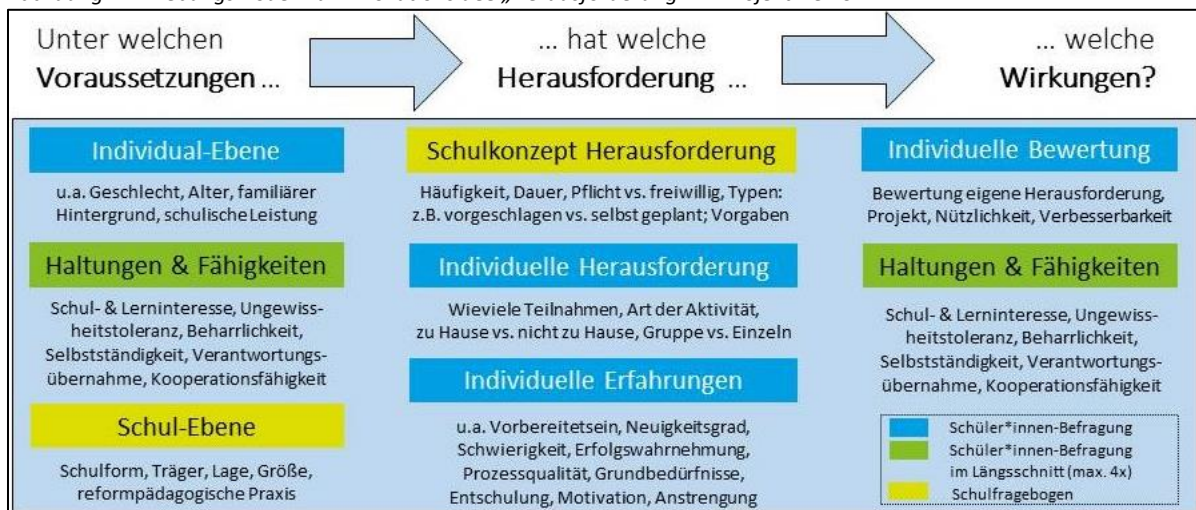 Unter welchen
Voraussetzungen ...
... hat welche
Herausforderung ...
... welche
Wirkungen?
Individual-Ebene
u.a. Geschlecht, Alter, familiärer
Hintergrund, schulische Leistung
Haltungen & Fähigkeiten
Schul- & Lerninteresse, Ungewiss-
heitstoleranz, Beharrlichkeit,
Selbstständigkeit, Verantwortungs-
übernahme, Kooperationsfähigkeit
Schul-Ebene
Schulform, Träger, Lage, Größe,
reformpädagogische Praxis
Schulkonzept Herausforderung
Häufigkeit, Dauer, Pflicht vs. freiwillig, Typen:
z.B. vorgeschlagen vs. selbst geplant; Vorgaben
Individuelle Herausforderung
Wieviele Teilnahmen, Art der Aktivität,
zu Hause vs. nicht zu Hause, Gruppe vs. Einzeln
Individuelle Erfahrungen
u.a. Vorbereitetsein, Neuigkeitsgrad,
Schwierigkeit, Erfolgswahrnehmung,
Prozessqualität, Grundbedürfnisse,
Entschulung, Motivation, Anstrengung
Individuelle Bewertung
Bewertung eigene Herausforderung,
Projekt, Nützlichkeit, Verbesserbarkeit
Haltungen & Fähigkeiten
Schul- & Lerninteresse, Ungewiss-
heitstoleranz, Beharrlichkeit,
Selbstständigkeit, Verantwortungs-
übernahme, Kooperationsfähigkeit
Schüler*innen-Befragung
Schüler*innen-Befragung
im Längsschnitt (max. 4x)
Schulfragebogen